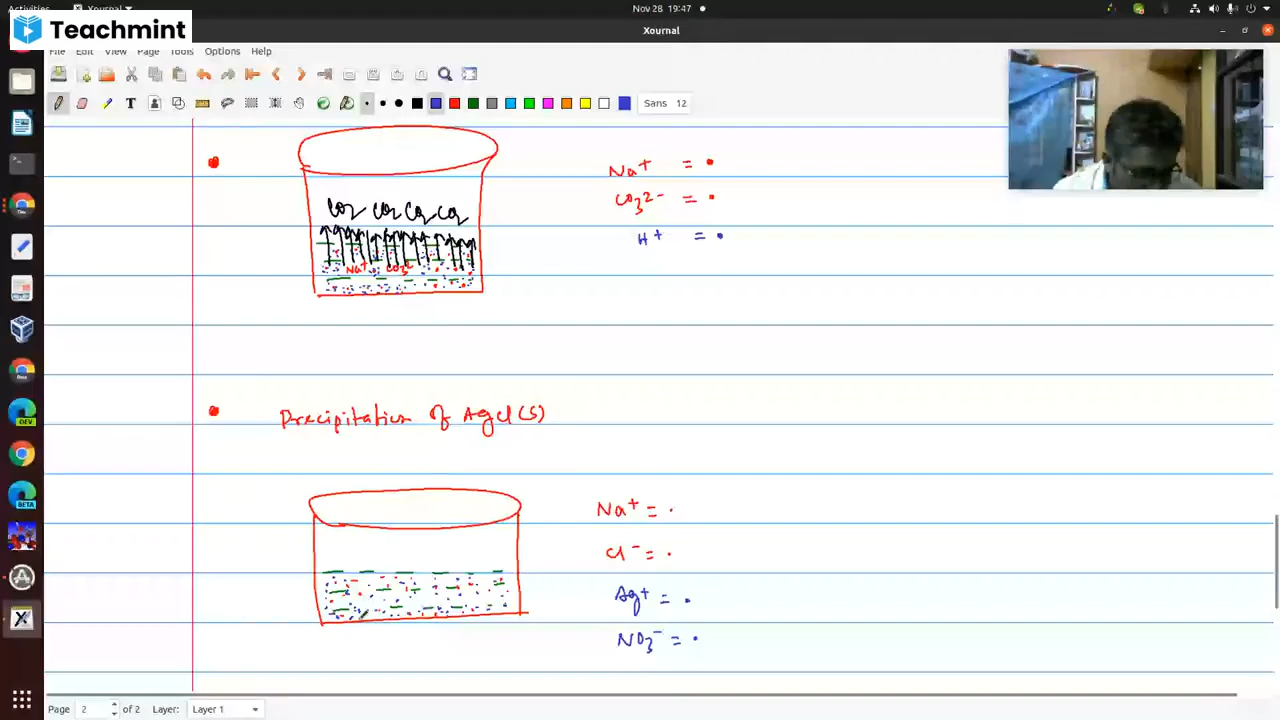 Activities
Xournal
Nov 28 19:47
Teachmint
Xournal
File Edit View Page Tools Options Help
Sans 12
Na+ = •
CO3 2- = •
H+ = •
CO2 CO2 CO2 CO2
Na+ CO3 2-
• Precipitation of AgCl(s)
Na+ = •
Cl- = •
Ag+ = •
NO3- = •
DEV
BETA
Page 2 of 2 Layer: Layer 1